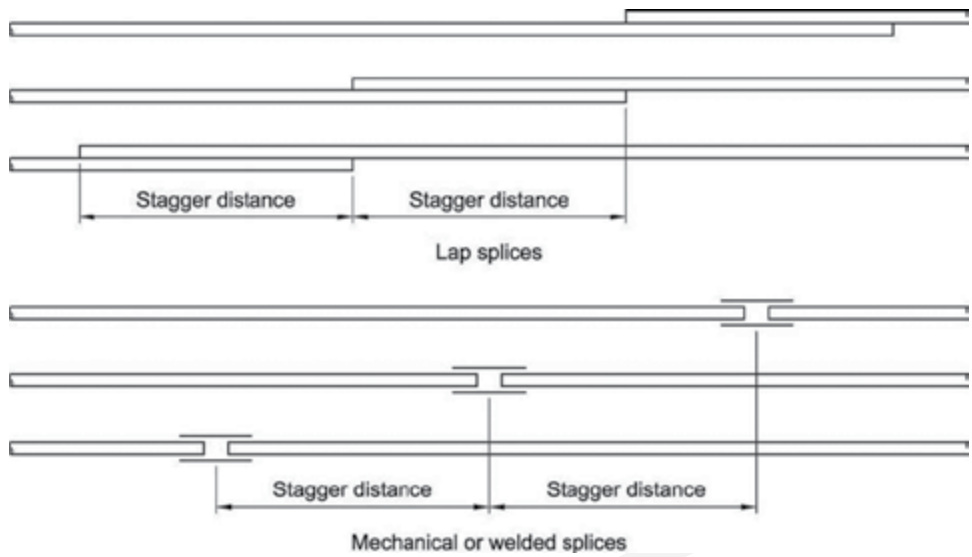 Stagger distance Stagger distance
Lap splices
Stagger distance Stagger distance
Mechanical or welded splices